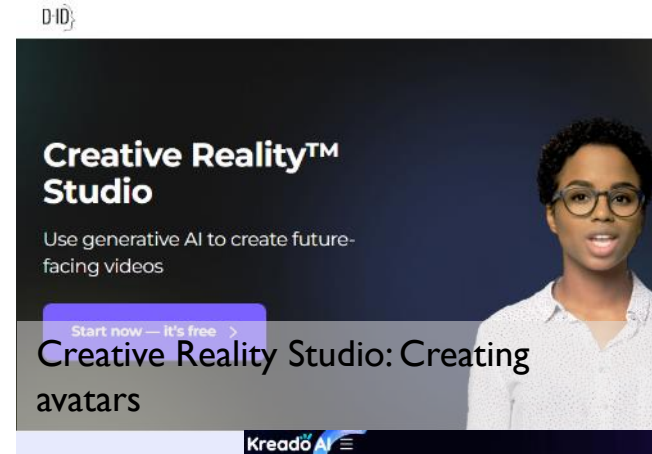 D-ID
Creative Reality™
Studio
Use generative AI to create future-
facing videos
Start now — it's free >
Creative Reality Studio: Creating
avatars
Kreado AI